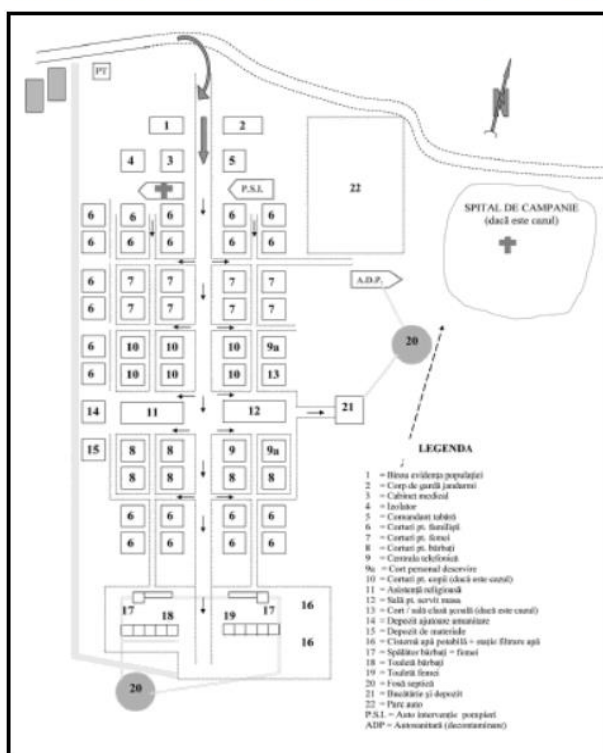 PT
N
1 2
4 3 5
P.S.I.
22
SPITAL DE CAMPANIE
(dacă este cazul)
6 6 6 6 6
6 6 6 6 6
6 7 7 7 7
A.D.P.
6 7 7 7 7
20
6 10 10 10 9a
6 10 10 10 13
14 11 12 21
15 8 8 9 9a
8 8 8 8
6 6 6 6
6 6 6 6
17 17 16
18 19
16
20
LEGENDA
1 = Birou evidența populației
2 = Corp de gardă jandarmi
3 = Cabinet medical
4 = Izolator
5 = Comandant tabără
6 = Corturi pt. familiști
7 = Corturi pt. femei
8 = Corturi pt. bărbați
9 = Centrala telefonică
9a = Cort personal deservire
10 = Corturi pt. copii (dacă este cazul)
11 = Asistență religioasă
12 = Sală pt. servit masa
13 = Cort / sală clasă școală (dacă este cazul)
14 = Depozit ajutoare umanitare
15 = Depozit de materiale
16 = Cisternă apă potabilă + stație filtrare apă
17 = Spălător bărbați + femei
18 = Toaletă bărbați
19 = Toaletă femei
20 = Fosă septică
21 = Bucătărie și depozit
22 = Parc auto
P.S.I. = Auto intervenție pompieri
ADP = Autosanitară (decontaminare)